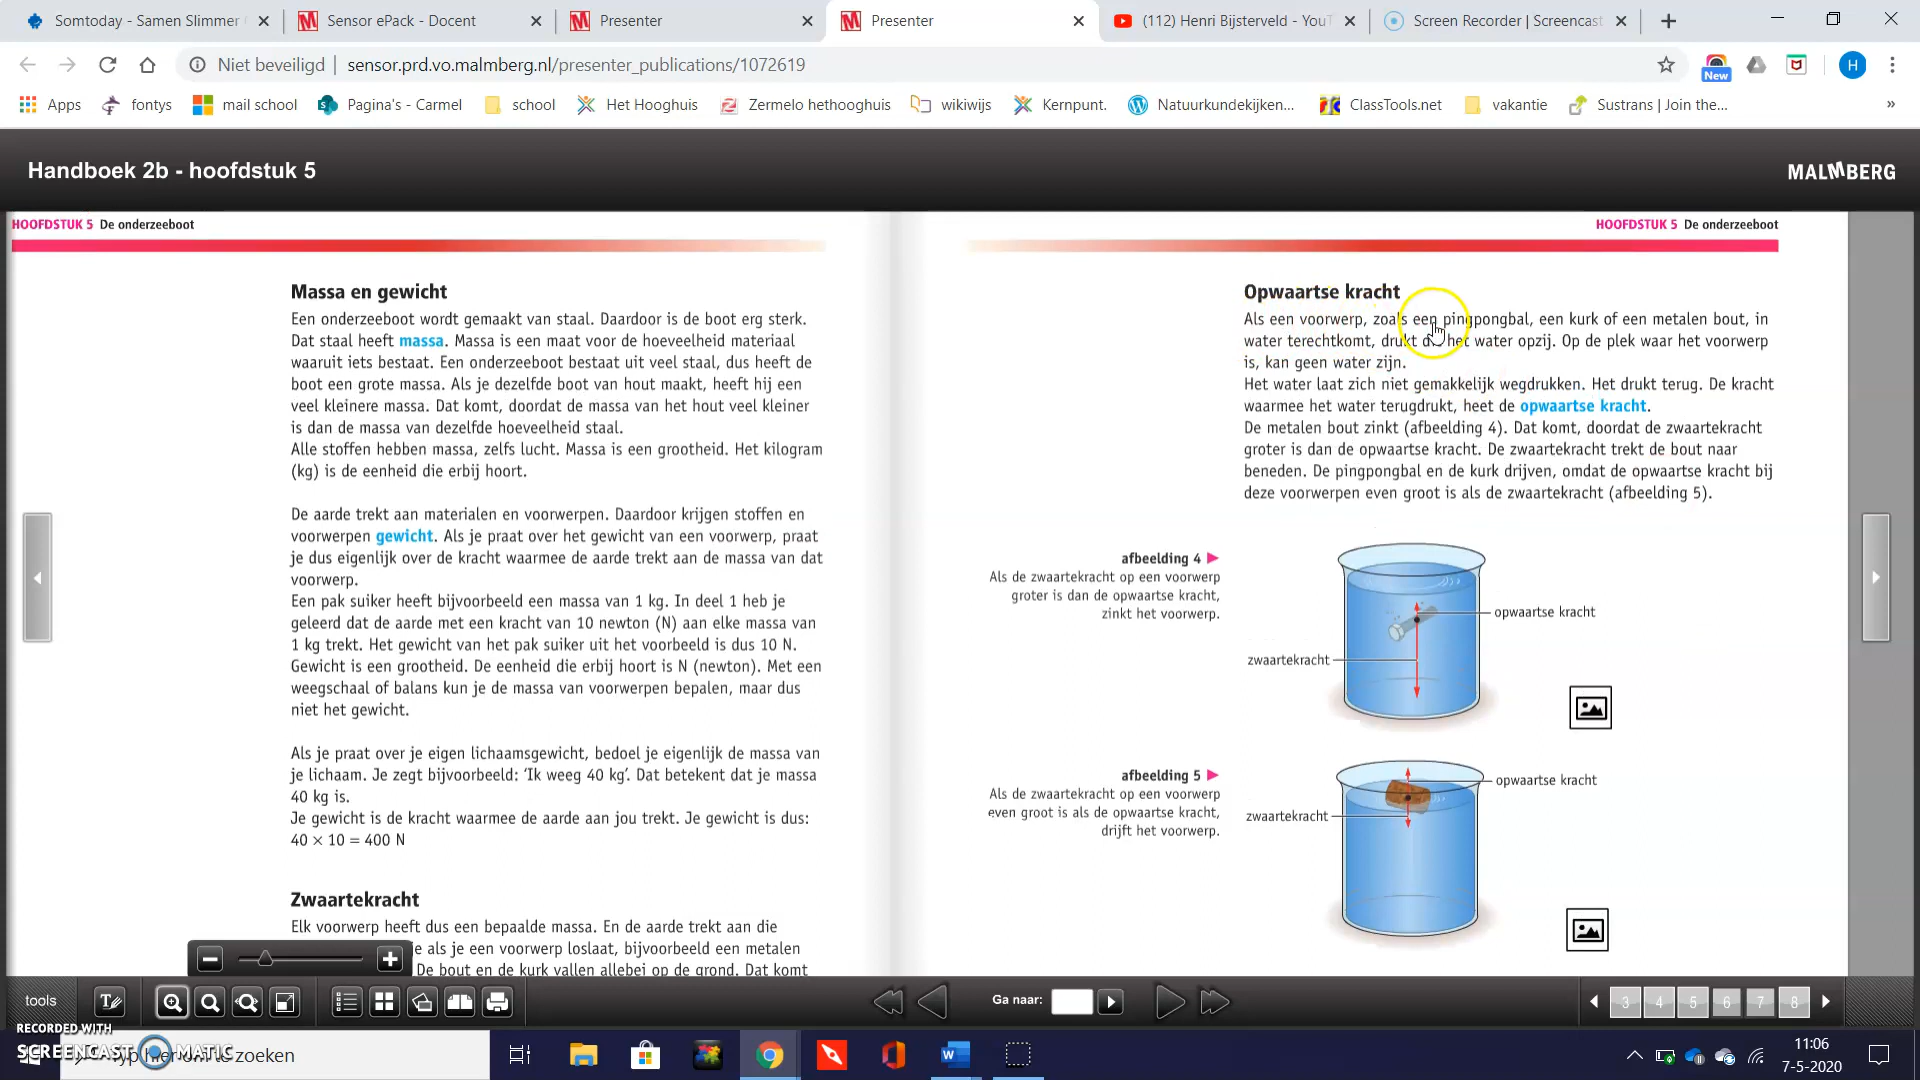 Somtoday - Samen Slimmer
Sensor ePack - Docent
Presenter
Presenter
(112) Henri Bijsterveld - YouT
Screen Recorder | Screencast
Niet beveiligd
sensor.prd.vo.malmberg.nl/presenter_publications/1072619
New
H
Apps
fontys
mail school
Pagina's - Carmel
school
Het Hooghuis
Zermelo hethooghuis
wikiwijs
Kernpunt.
Natuurkundekijken...
ClassTools.net
vakantie
Sustrans | Join the...
»
Handboek 2b - hoofdstuk 5
MALMBERG
HOOFDSTUK 5 De onderzeeboot
Massa en gewicht
Een onderzeeboot wordt gemaakt van staal. Daardoor is de boot erg sterk.
Dat staal heeft massa. Massa is een maat voor de hoeveelheid materiaal
waaruit iets bestaat. Een onderzeeboot bestaat uit veel staal, dus heeft de
boot een grote massa. Als je dezelfde boot van hout maakt, heeft hij een
veel kleinere massa. Dat komt, doordat de massa van het hout veel kleiner
is dan de massa van dezelfde hoeveelheid staal.
Alle stoffen hebben massa, zelfs lucht. Massa is een grootheid. Het kilogram
(kg) is de eenheid die erbij hoort.
De aarde trekt aan materialen en voorwerpen. Daardoor krijgen stoffen en
voorwerpen gewicht. Als je praat over het gewicht van een voorwerp, praat
je dus eigenlijk over de kracht waarmee de aarde trekt aan de massa van dat
voorwerp.
Een pak suiker heeft bijvoorbeeld een massa van 1 kg. In deel 1 heb je
geleerd dat de aarde met een kracht van 10 newton (N) aan elke massa van
1 kg trekt. Het gewicht van het pak suiker uit het voorbeeld is dus 10 N.
Gewicht is een grootheid. De eenheid die erbij hoort is N (newton). Met een
weegschaal of balans kun je de massa van voorwerpen bepalen, maar dus
niet het gewicht.
Als je praat over je eigen lichaamsgewicht, bedoel je eigenlijk de massa van
je lichaam. Je zegt bijvoorbeeld: 'Ik weeg 40 kg'. Dat betekent dat je massa
40 kg is.
Je gewicht is de kracht waarmee de aarde aan jou trekt. Je gewicht is dus:
40 × 10 = 400 N
Zwaartekracht
Elk voorwerp heeft dus een bepaalde massa. En de aarde trekt aan die
e als je een voorwerp loslaat, bijvoorbeeld een metalen
De bout en de kurk vallen allebei op de grond. Dat komt
HOOFDSTUK 5 De onderzeeboot
Opwaartse kracht
Als een voorwerp, zoals een pingpongbal, een kurk of een metalen bout, in
water terechtkomt, drukt het water opzij. Op de plek waar het voorwerp
is, kan geen water zijn.
Het water laat zich niet gemakkelijk wegdrukken. Het drukt terug. De kracht
waarmee het water terugdrukt, heet de opwaartse kracht.
De metalen bout zinkt (afbeelding 4). Dat komt, doordat de zwaartekracht
groter is dan de opwaartse kracht. De zwaartekracht trekt de bout naar
beneden. De pingpongbal en de kurk drijven, omdat de opwaartse kracht bij
deze voorwerpen even groot is als de zwaartekracht (afbeelding 5).
afbeelding 4
Als de zwaartekracht op een voorwerp
groter is dan de opwaartse kracht,
zinkt het voorwerp.
opwaartse kracht
zwaartekracht
afbeelding 5
Als de zwaartekracht op een voorwerp
even groot is als de opwaartse kracht,
drijft het voorwerp.
opwaartse kracht
zwaartekracht
tools
Ga naar:
3 4 5 6 7 8
RECORDED WITH
SCREENCAST MATIC
Typ hier om te zoeken
11:06
7-5-2020